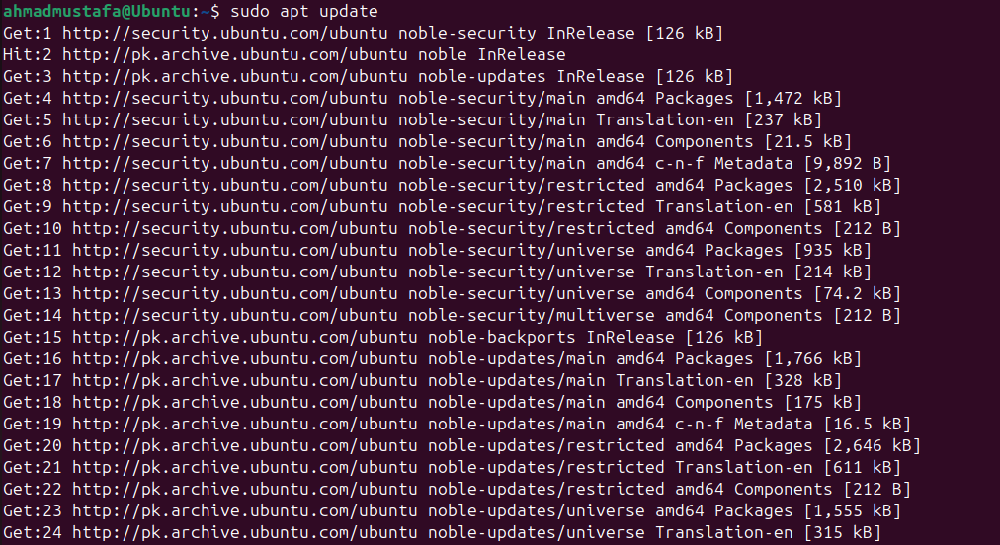 ahmadmustafa@Ubuntu:~$ sudo apt update
Get:1 http://security.ubuntu.com/ubuntu noble-security InRelease [126 kB]
Hit:2 http://pk.archive.ubuntu.com/ubuntu noble InRelease
Get:3 http://pk.archive.ubuntu.com/ubuntu noble-updates InRelease [126 kB]
Get:4 http://security.ubuntu.com/ubuntu noble-security/main amd64 Packages [1,472 kB]
Get:5 http://security.ubuntu.com/ubuntu noble-security/main Translation-en [237 kB]
Get:6 http://security.ubuntu.com/ubuntu noble-security/main amd64 Components [21.5 kB]
Get:7 http://security.ubuntu.com/ubuntu noble-security/main amd64 c-n-f Metadata [9,892 B]
Get:8 http://security.ubuntu.com/ubuntu noble-security/restricted amd64 Packages [2,510 kB]
Get:9 http://security.ubuntu.com/ubuntu noble-security/restricted Translation-en [581 kB]
Get:10 http://security.ubuntu.com/ubuntu noble-security/restricted amd64 Components [212 B]
Get:11 http://security.ubuntu.com/ubuntu noble-security/universe amd64 Packages [935 kB]
Get:12 http://security.ubuntu.com/ubuntu noble-security/universe Translation-en [214 kB]
Get:13 http://security.ubuntu.com/ubuntu noble-security/universe amd64 Components [74.2 kB]
Get:14 http://security.ubuntu.com/ubuntu noble-security/multiverse amd64 Components [212 B]
Get:15 http://pk.archive.ubuntu.com/ubuntu noble-backports InRelease [126 kB]
Get:16 http://pk.archive.ubuntu.com/ubuntu noble-updates/main amd64 Packages [1,766 kB]
Get:17 http://pk.archive.ubuntu.com/ubuntu noble-updates/main Translation-en [328 kB]
Get:18 http://pk.archive.ubuntu.com/ubuntu noble-updates/main amd64 Components [175 kB]
Get:19 http://pk.archive.ubuntu.com/ubuntu noble-updates/main amd64 c-n-f Metadata [16.5 kB]
Get:20 http://pk.archive.ubuntu.com/ubuntu noble-updates/restricted amd64 Packages [2,646 kB]
Get:21 http://pk.archive.ubuntu.com/ubuntu noble-updates/restricted Translation-en [611 kB]
Get:22 http://pk.archive.ubuntu.com/ubuntu noble-updates/restricted amd64 Components [212 B]
Get:23 http://pk.archive.ubuntu.com/ubuntu noble-updates/universe amd64 Packages [1,555 kB]
Get:24 http://pk.archive.ubuntu.com/ubuntu noble-updates/universe Translation-en [315 kB]